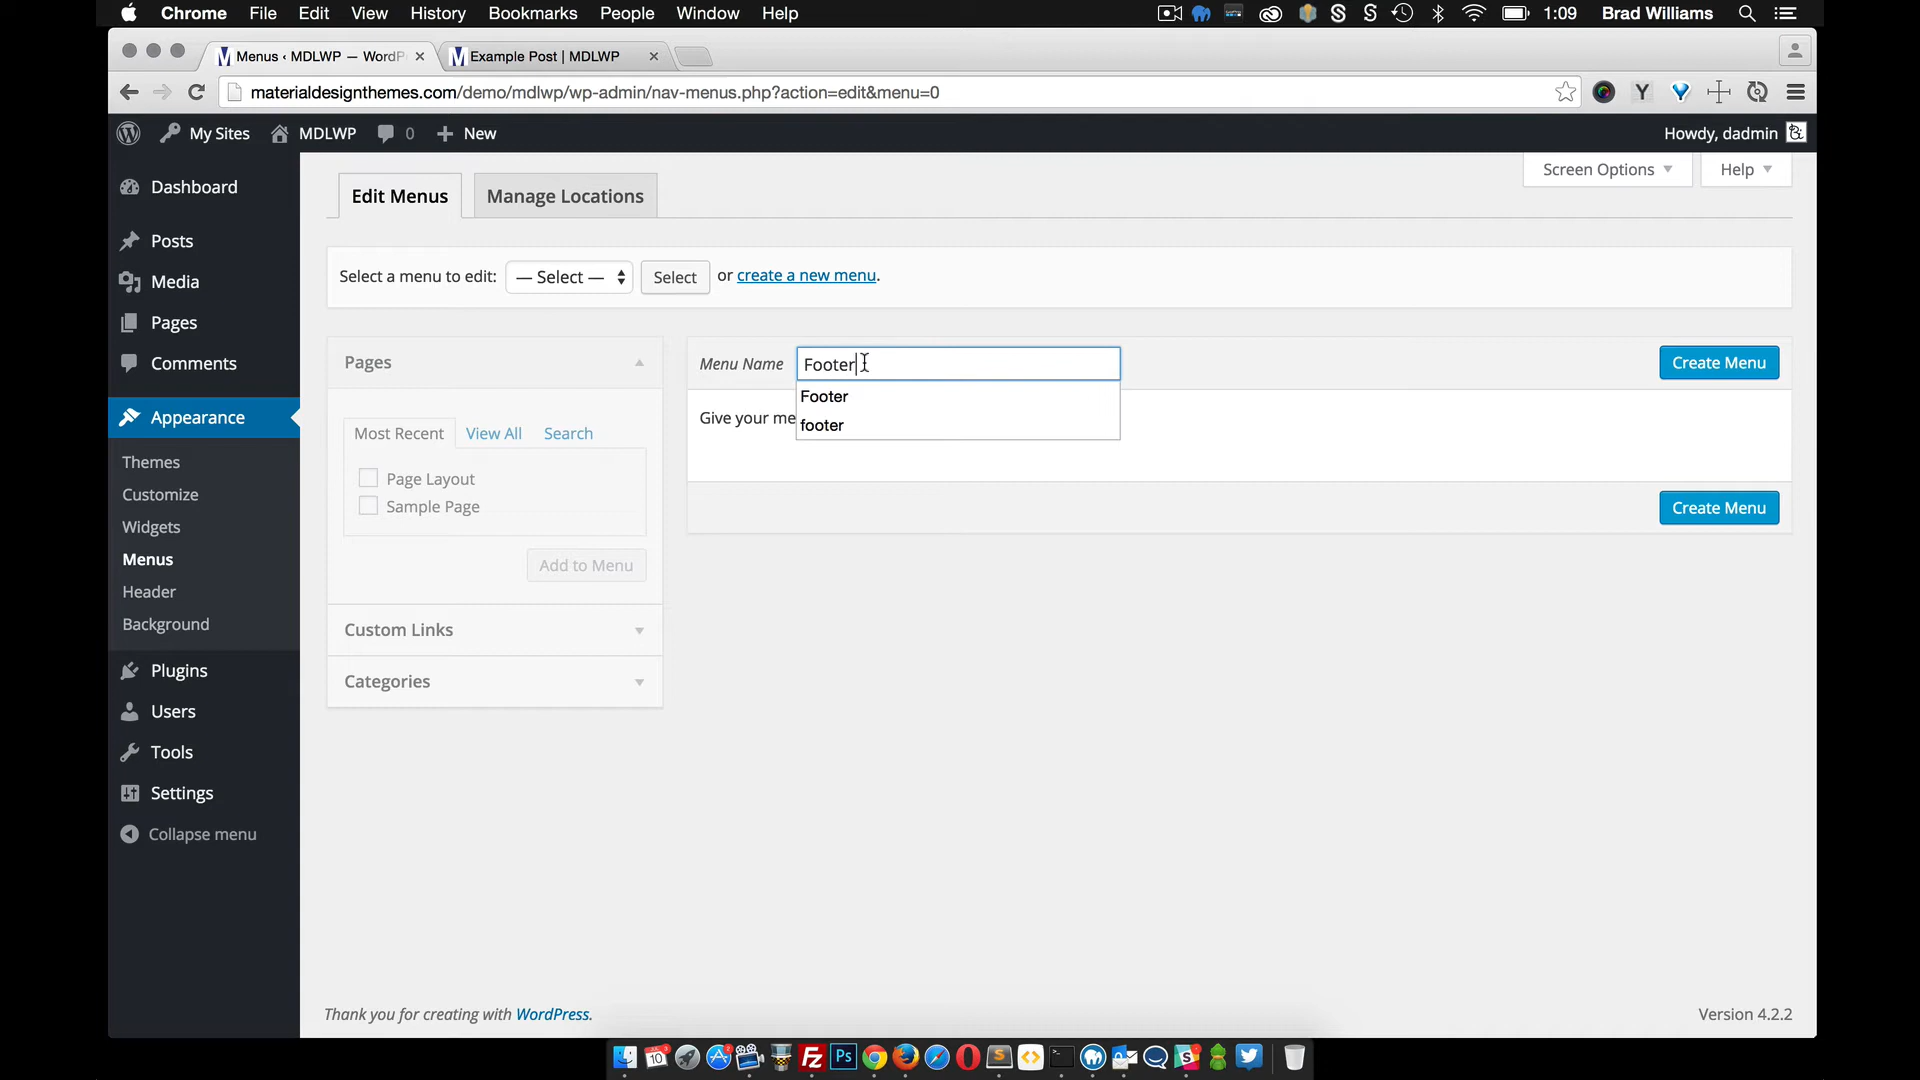 Chrome File Edit View History Bookmarks People Window Help 1:09 Brad Williams
Menus ‹ MDLWP — WordP
Example Post | MDLWP
materialdesignthemes.com/demo/mdlwp/wp-admin/nav-menus.php?action=edit&menu=0
My Sites MDLWP 0 New Howdy, dadmin
Screen Options Help
Edit Menus Manage Locations
Select a menu to edit: — Select — Select or create a new menu.
Dashboard
Posts
Media
Pages
Comments
Appearance
Themes
Customize
Widgets
Menus
Header
Background
Plugins
Users
Tools
Settings
Collapse menu
Pages
Most Recent View All Search
Page Layout
Sample Page
Add to Menu
Custom Links
Categories
Menu Name Footer Create Menu
Footer
footer
Give your me
Create Menu
Thank you for creating with WordPress. Version 4.2.2